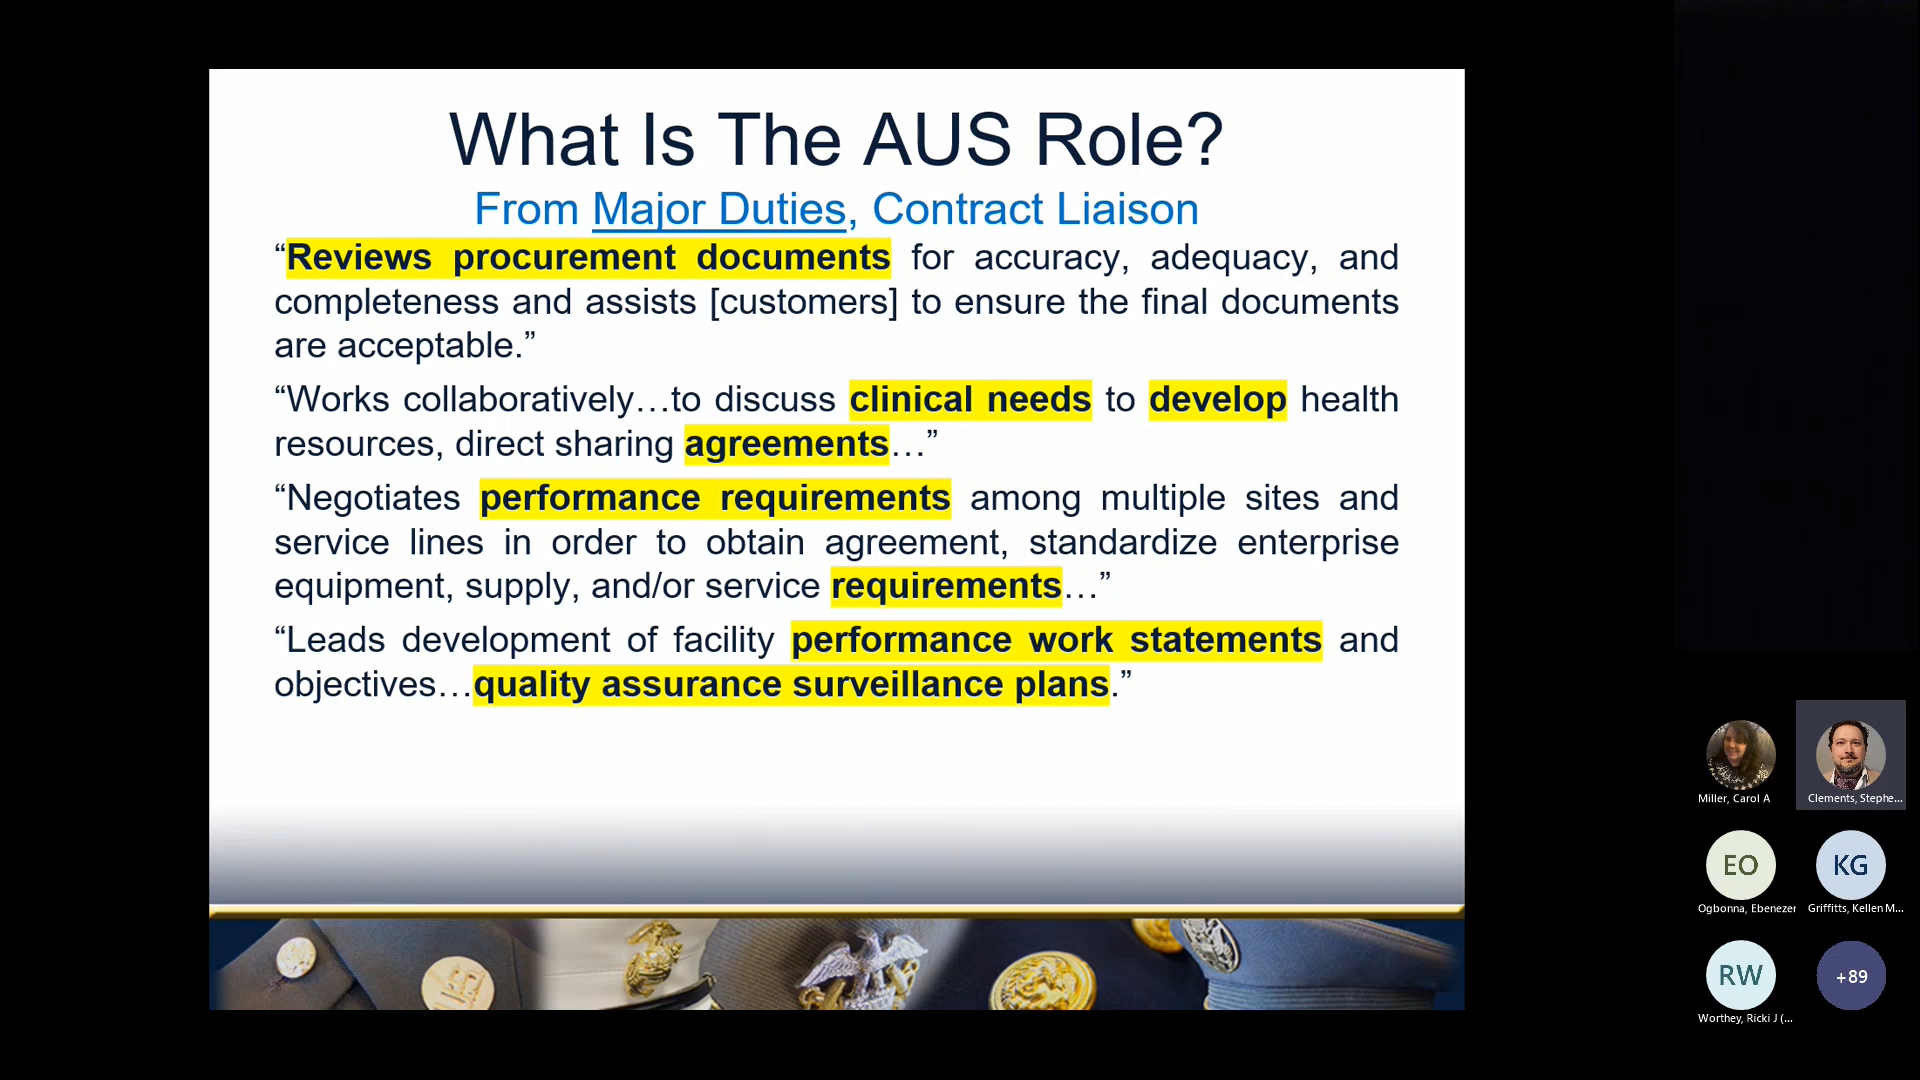 What Is The AUS Role?
From Major Duties, Contract Liaison
“Reviews procurement documents for accuracy, adequacy, and
completeness and assists [customers] to ensure the final documents
are acceptable.”
“Works collaboratively…to discuss clinical needs to develop health
resources, direct sharing agreements…”
“Negotiates performance requirements among multiple sites and
service lines in order to obtain agreement, standardize enterprise
equipment, supply, and/or service requirements…”
“Leads development of facility performance work statements and
objectives…quality assurance surveillance plans.”
Miller, Carol A
Clements, Stephe...
EO
KG
Ogbonna, Ebenezer
Griffitts, Kellen M...
RW
+89
Worthey, Ricki J (...